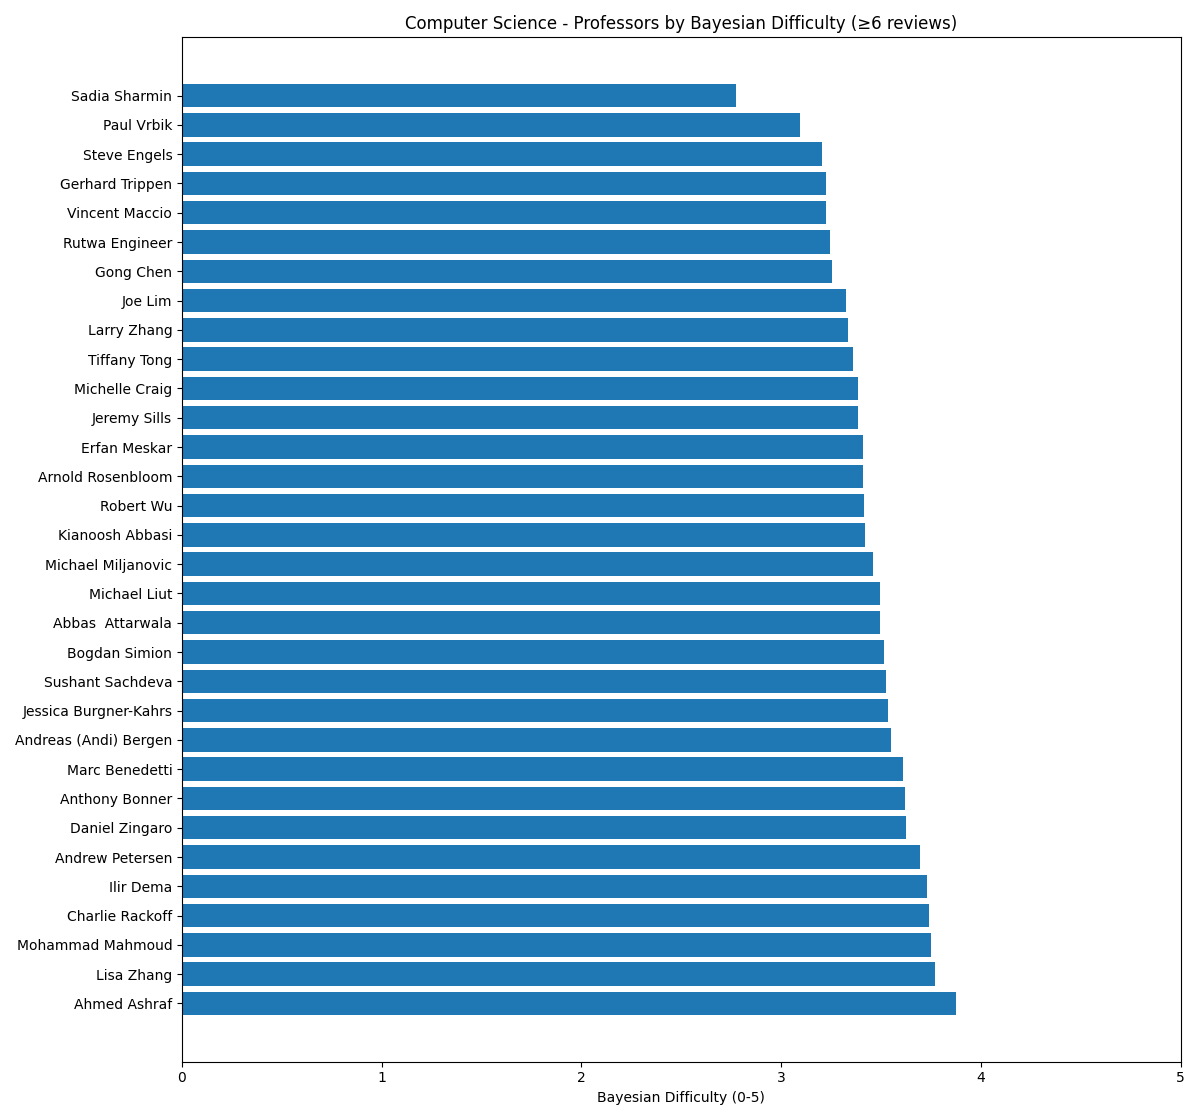 Computer Science - Professors by Bayesian Difficulty (≥6 reviews)
Sadia Sharmin
Paul Vrbik
Steve Engels
Gerhard Trippen
Vincent Maccio
Rutwa Engineer
Gong Chen
Joe Lim
Larry Zhang
Tiffany Tong
Michelle Craig
Jeremy Sills
Erfan Meskar
Arnold Rosenbloom
Robert Wu
Kianoosh Abbasi
Michael Miljanovic
Michael Liut
Abbas  Attarwala
Bogdan Simion
Sushant Sachdeva
Jessica Burgner-Kahrs
Andreas (Andi) Bergen
Marc Benedetti
Anthony Bonner
Daniel Zingaro
Andrew Petersen
Ilir Dema
Charlie Rackoff
Mohammad Mahmoud
Lisa Zhang
Ahmed Ashraf
0 1 2 3 4 5
Bayesian Difficulty (0-5)